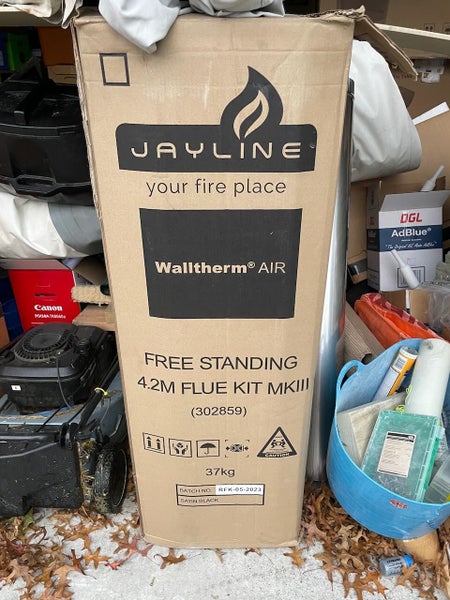 JAYLINE
your fire place
Walltherm® AIR
FREE STANDING
4.2M FLUE KIT MKIII
(302859)
CAUTION
37kg
BATCH NO. RFK-05-2023
SATIN BLACK
DGL
AdBlue®
Canon